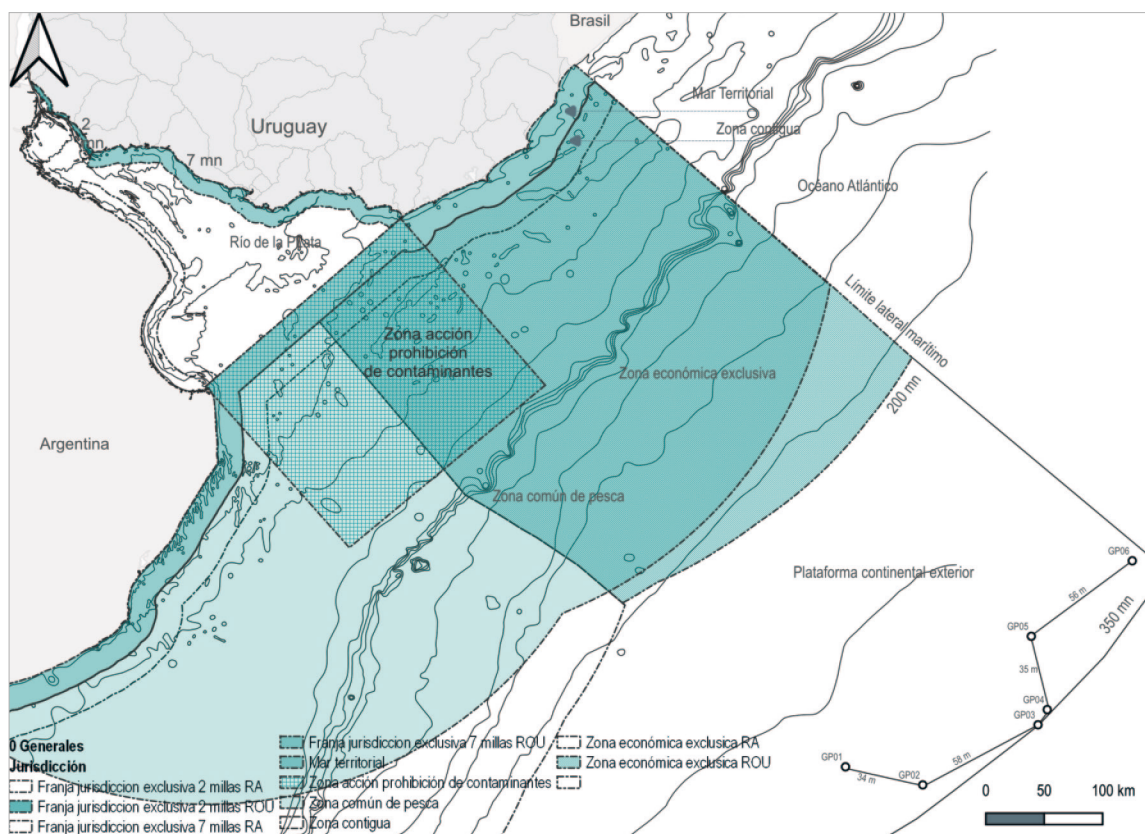 Brasil
Mar Territorial
Zona contigua
2
mn
Uruguay
7 mn
Océano Atlántico
Río de la Plata
Límite lateral marítimo
Zona acción
prohibición
de contaminantes
Zona económica exclusiva
200 mn
Argentina
Zona común de pesca
Plataforma continental exterior
GP06
56 m
GP05
350 mn
35 m
GP04
GP03
58 m
GP01
34 m
GP02
0 Generales
Jurisdicción
Franja jurisdiccion exclusiva 2 millas RA
Franja jurisdiccion exclusiva 2 millas ROU
Franja jurisdiccion exclusiva 7 millas RA
Franja jurisdiccion exclusiva 7 millas ROU
Mar territorial
Zona acción prohibición de contaminantes
Zona común de pesca
Zona contigua
Zona económica exclusica RA
Zona económica exclusica ROU
0 50 100 km